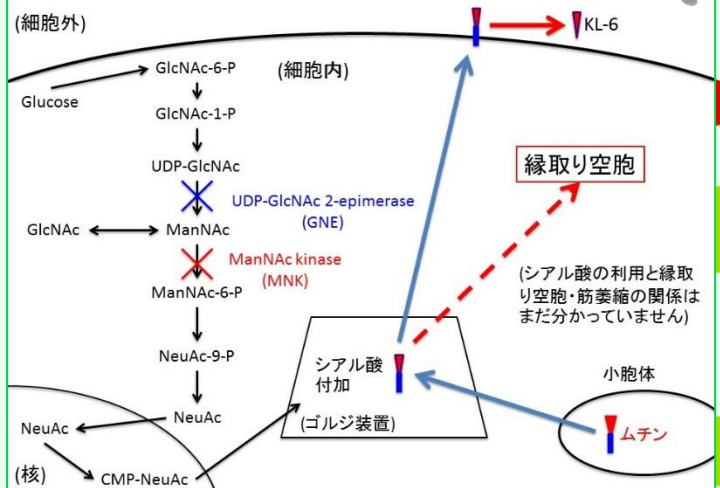 (細胞外)
KL-6
(細胞内)
GlcNAc-6-P
Glucose
GlcNAc-1-P
UDP-GlcNAc
縁取り空胞
UDP-GlcNAc 2-epimerase
(GNE)
GlcNAc
ManNAc
ManNAc kinase
(MNK)
ManNAc-6-P
(シアル酸の利用と縁取
り空胞・筋萎縮の関係は
まだ分かっていません)
NeuAc-9-P
シアル酸
付加
小胞体
NeuAc
NeuAc
(ゴルジ装置)
ムチン
(核)
CMP-NeuAc